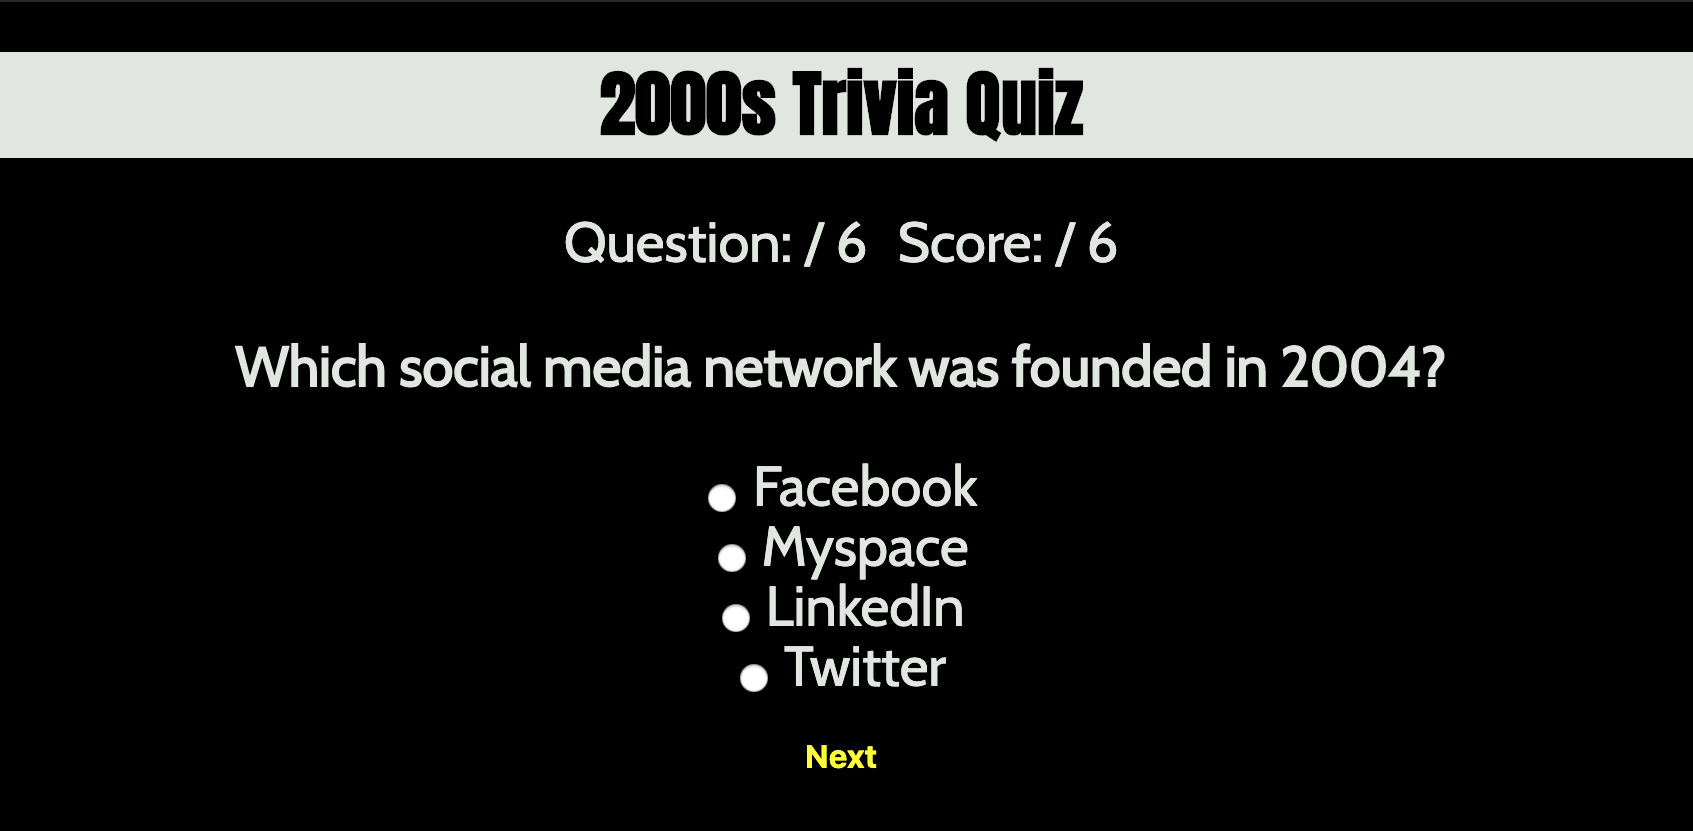 2000s Trivia Quiz
Question: / 6 Score: / 6
Which social media network was founded in 2004?
Facebook
Myspace
LinkedIn
Twitter
Next